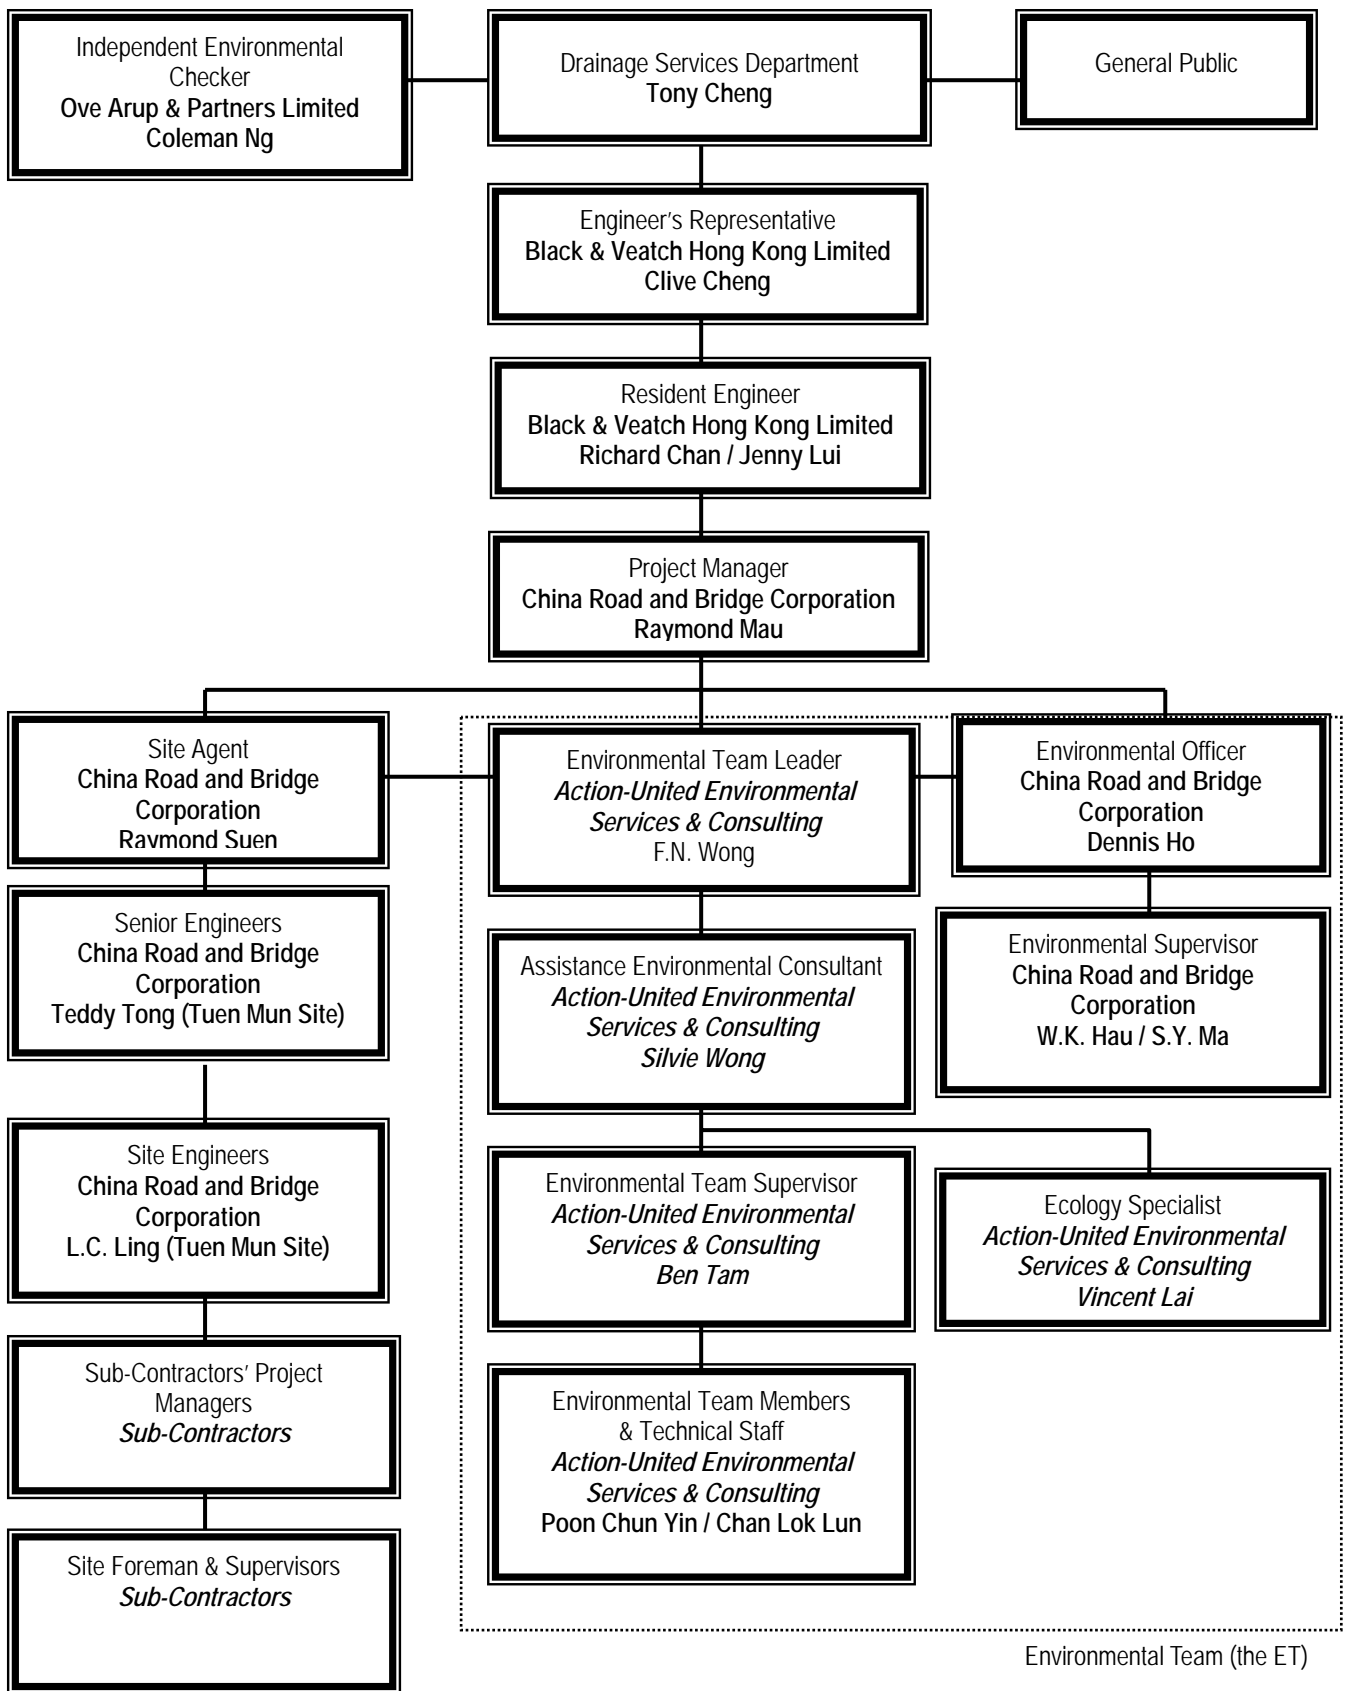 Independent Environmental
Checker
Ove Arup & Partners Limited
Coleman Ng
Drainage Services Department
Tony Cheng
General Public
Engineer's Representative
Black & Veatch Hong Kong Limited
Clive Cheng
Resident Engineer
Black & Veatch Hong Kong Limited
Richard Chan / Jenny Lui
Project Manager
China Road and Bridge Corporation
Raymond Mau
Site Agent
China Road and Bridge
Corporation
Raymond Suen
Environmental Team Leader
Action-United Environmental
Services & Consulting
F.N. Wong
Environmental Officer
China Road and Bridge
Corporation
Dennis Ho
Senior Engineers
China Road and Bridge
Corporation
Teddy Tong (Tuen Mun Site)
Assistance Environmental Consultant
Action-United Environmental
Services & Consulting
Silvie Wong
Environmental Supervisor
China Road and Bridge
Corporation
W.K. Hau / S.Y. Ma
Site Engineers
China Road and Bridge
Corporation
L.C. Ling (Tuen Mun Site)
Environmental Team Supervisor
Action-United Environmental
Services & Consulting
Ben Tam
Ecology Specialist
Action-United Environmental
Services & Consulting
Vincent Lai
Sub-Contractors' Project
Managers
Sub-Contractors
Environmental Team Members
& Technical Staff
Action-United Environmental
Services & Consulting
Poon Chun Yin / Chan Lok Lun
Site Foreman & Supervisors
Sub-Contractors
Environmental Team (the ET)